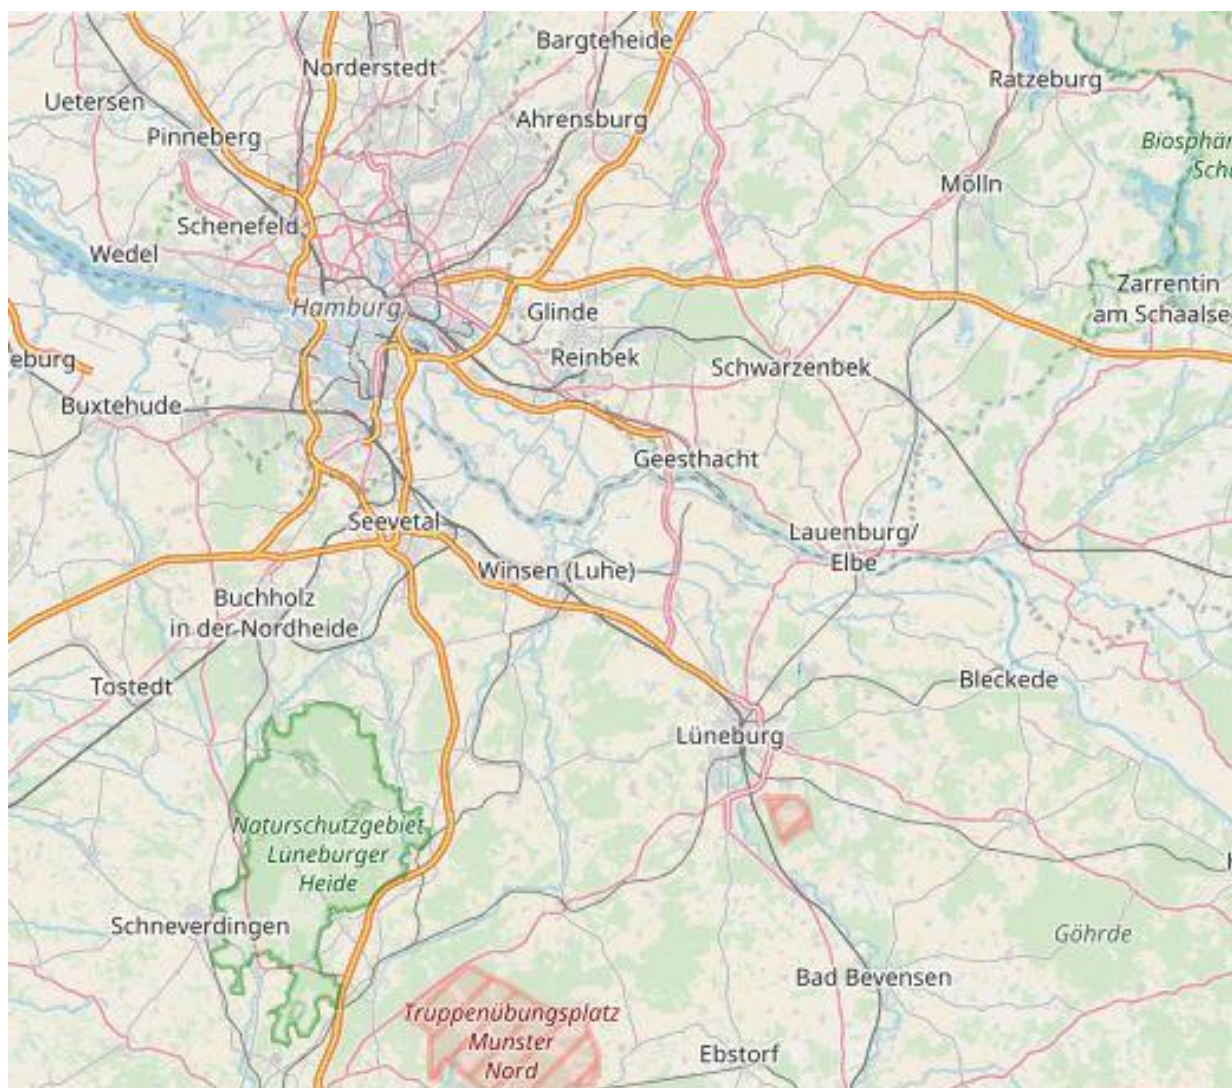 Bargteheide
Norderstedt
Ratzeburg
Uetersen
Ahrensburg
Pinneberg
Mölln
Schenefeld
Wedel
Zarrentin
am Schaalse
Hamburg
Glinde
Reinbek
Schwarzenbek
eburg
Buxtehude
Geesthacht
Seevetal
Lauenburg/
Elbe
Winsen (Luhe)
Buchholz
in der Nordheide
Tostedt
Bleckede
Lüneburg
Naturschutzgebiet
Lüneburger
Heide
Schneverdingen
Göhrde
Bad Bevensen
Truppenübungsplatz
Munster
Nord
Ebstorf